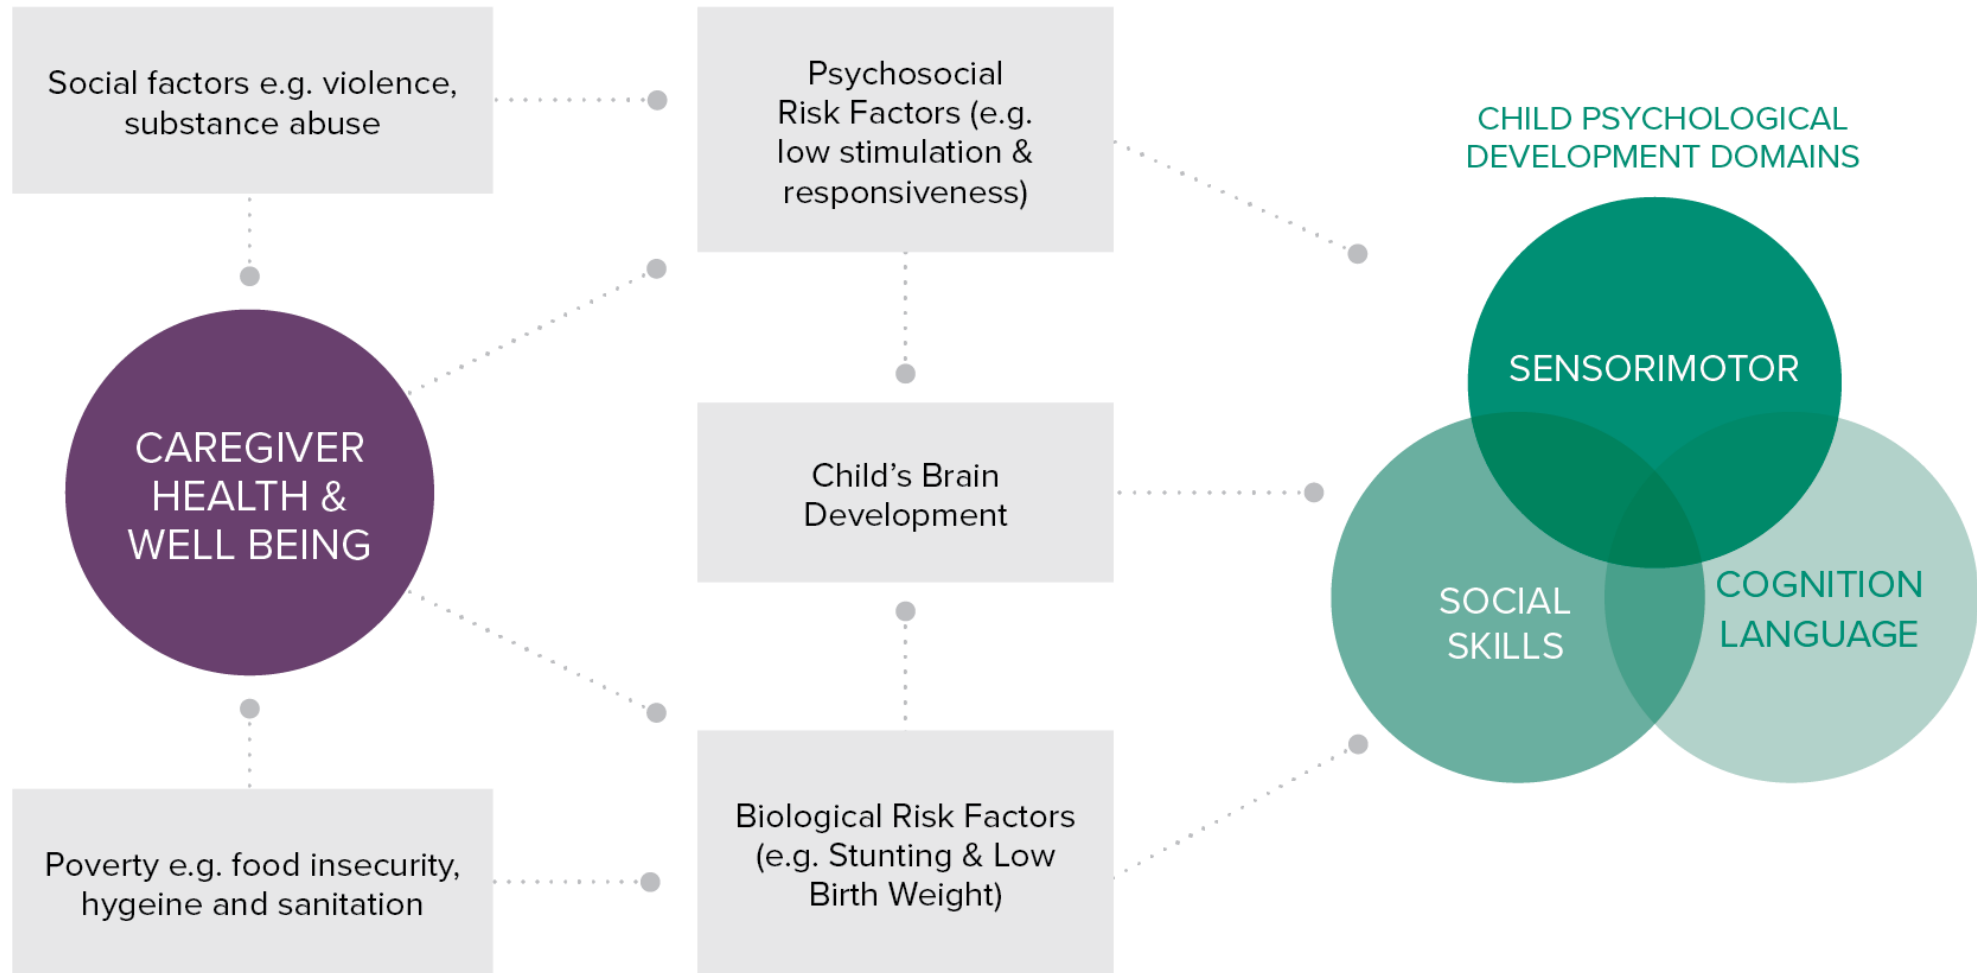 Social factors e.g. violence,
substance abuse
Psychosocial
Risk Factors (e.g.
low stimulation &
responsiveness)
CHILD PSYCHOLOGICAL
DEVELOPMENT DOMAINS
SENSORIMOTOR
CAREGIVER
HEALTH &
WELL BEING
Child’s Brain
Development
SOCIAL
SKILLS
COGNITION
LANGUAGE
Poverty e.g. food insecurity,
hygeine and sanitation
Biological Risk Factors
(e.g. Stunting & Low
Birth Weight)